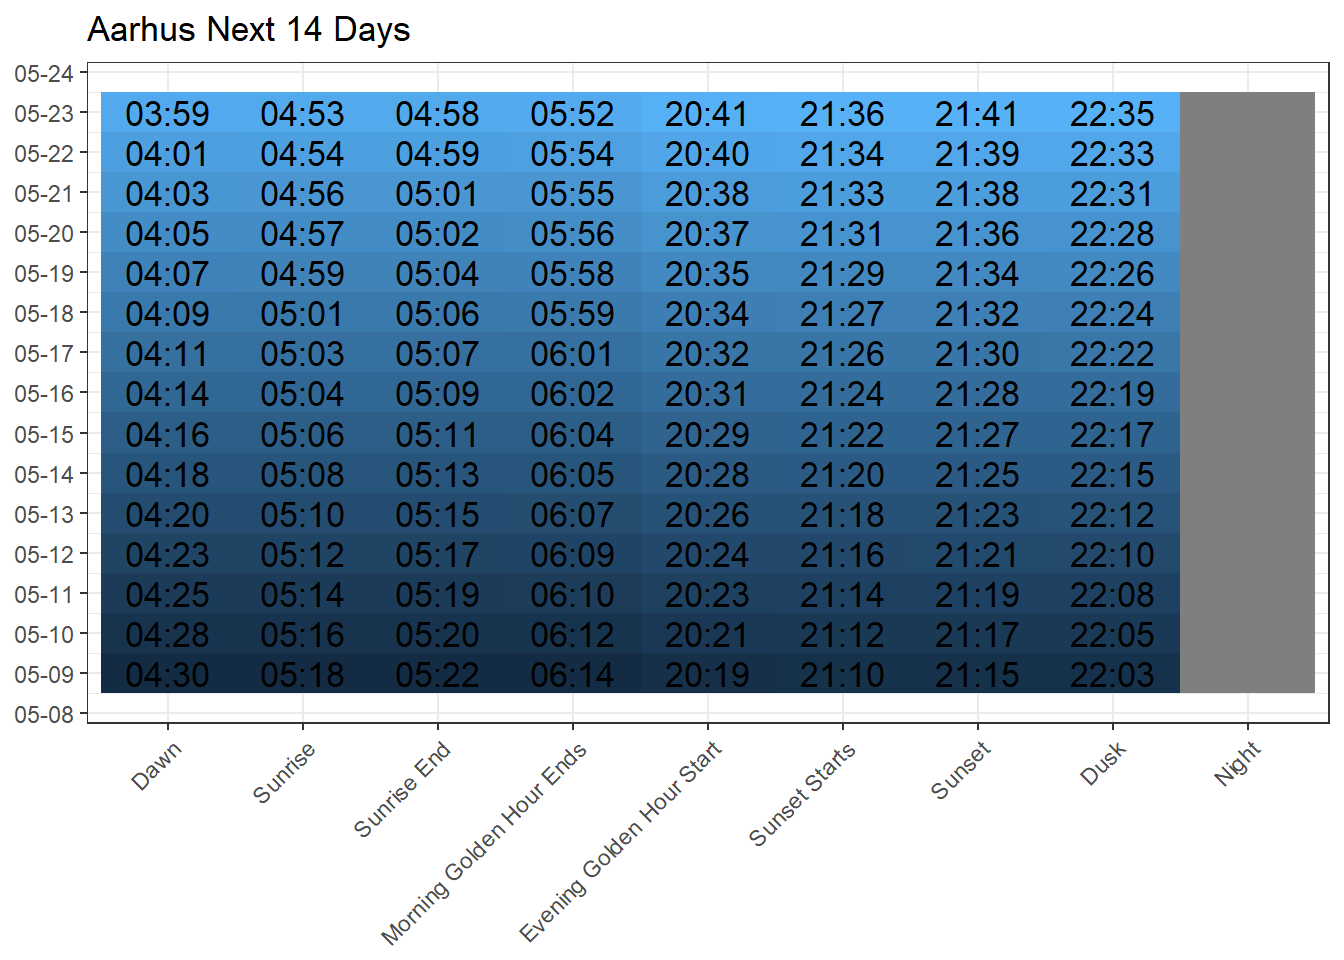 Aarhus Next 14 Days
05-24
05-23 03:59 04:53 04:58 05:52 20:41 21:36 21:41 22:35
05-22 04:01 04:54 04:59 05:54 20:40 21:34 21:39 22:33
05-21 04:03 04:56 05:01 05:55 20:38 21:33 21:38 22:31
05-20 04:05 04:57 05:02 05:56 20:37 21:31 21:36 22:28
05-19 04:07 04:59 05:04 05:58 20:35 21:29 21:34 22:26
05-18 04:09 05:01 05:06 05:59 20:34 21:27 21:32 22:24
05-17 04:11 05:03 05:07 06:01 20:32 21:26 21:30 22:22
05-16 04:14 05:04 05:09 06:02 20:31 21:24 21:28 22:19
05-15 04:16 05:06 05:11 06:04 20:29 21:22 21:27 22:17
05-14 04:18 05:08 05:13 06:05 20:28 21:20 21:25 22:15
05-13 04:20 05:10 05:15 06:07 20:26 21:18 21:23 22:12
05-12 04:23 05:12 05:17 06:09 20:24 21:16 21:21 22:10
05-11 04:25 05:14 05:19 06:10 20:23 21:14 21:19 22:08
05-10 04:28 05:16 05:20 06:12 20:21 21:12 21:17 22:05
05-09 04:30 05:18 05:22 06:14 20:19 21:10 21:15 22:03
05-08
Dawn
Sunrise
Sunrise End
Morning Golden Hour Ends
Evening Golden Hour Start
Sunset Starts
Sunset
Dusk
Night